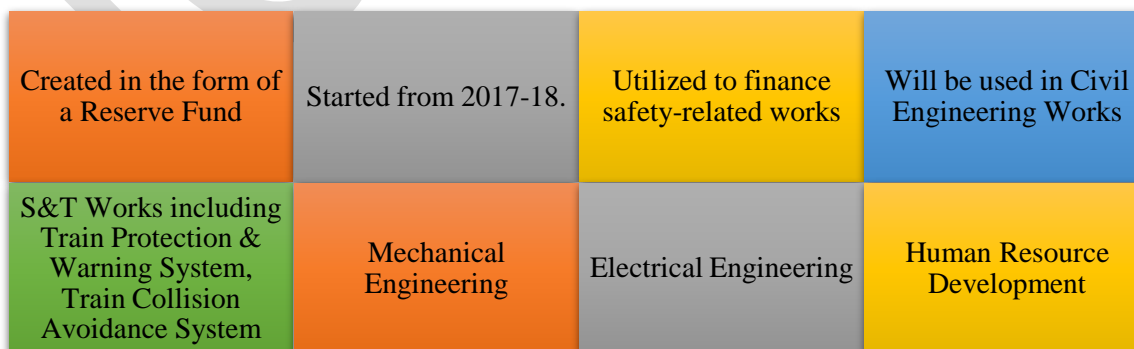 Created in the form of
a Reserve Fund
Started from 2017-18.
Utilized to finance
safety-related works
Will be used in Civil
Engineering Works
S&T Works including
Train Protection &
Warning System,
Train Collision
Avoidance System
Mechanical
Engineering
Electrical Engineering
Human Resource
Development